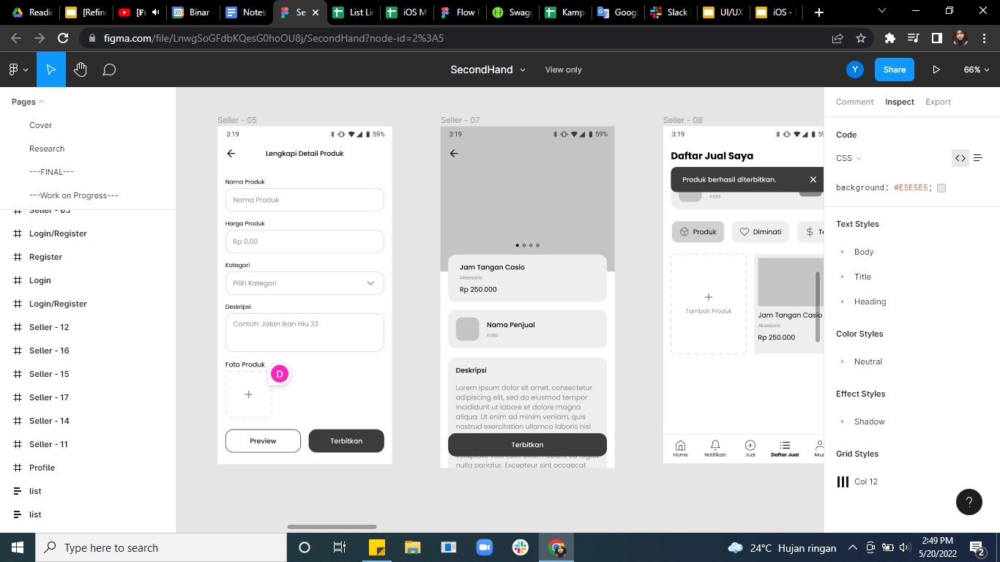 Readin
[Refine
[F
Binar
Notes
Se
List Lin
iOS M
Flow F
Swagg
Kamp
Googl
Slack
UI/UX
iOS -
figma.com/file/LnwgSoGFdbKQesG0hoOU8j/SecondHand?node-id=2%3A5
SecondHand
View only
Y
Share
66%
Pages
Cover
Research
---FINAL---
---Work on Progress---
Seller - 05
Login/Register
Register
Login
Login/Register
Seller - 12
Seller - 16
Seller - 15
Seller - 17
Seller - 14
Seller - 11
Profile
list
list
Seller - 05
3:19
59%
Lengkapi Detail Produk
Nama Produk
Nama Produk
Harga Produk
Rp 0,00
Kategori
Pilih Kategori
Deskripsi
Contoh: Jalan Ikan Hiu 33
Foto Produk
D
Preview
Terbitkan
Seller - 07
3:19
59%
Jam Tangan Casio
Aksesoris
Rp 250.000
Nama Penjual
Kota
Deskripsi
Lorem ipsum dolor sit amet, consectetur
adipiscing elit, sed do eiusmod tempor
incididunt ut labore et dolore magna
aliqua. Ut enim ad minim veniam, quis
nostrud exercitation ullamco laboris nisi
Terbitkan
nulla pariatur. Excepteur sint occaecat
Seller - 08
3:19
5
Daftar Jual Saya
Produk berhasil diterbitkan.
Kota
Produk
Diminati
Te
Tambah Produk
Jam Tangan Casio
Aksesoris
Rp 250.000
Home
Notifikasi
Jual
Daftar Jual
Aku
Comment
Inspect
Export
Code
CSS
background: #E5E5E5;
Text Styles
Body
Title
Heading
Color Styles
Neutral
Effect Styles
Shadow
Grid Styles
Col 12
?
Type here to search
24°C Hujan ringan
2:49 PM
5/20/2022
2